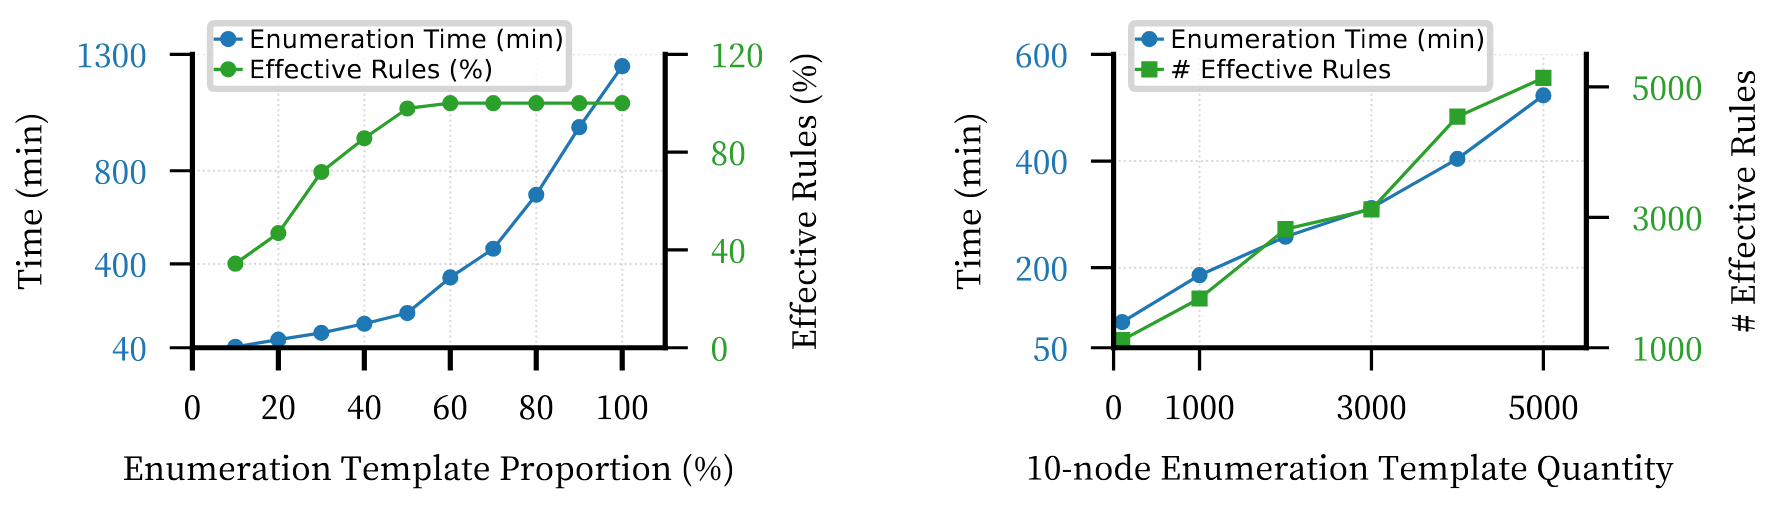 Enumeration Time (min)
Effective Rules (%)
1300
800
400
40
Time (min)
120
80
40
0
Effective Rules (%)
0 20 40 60 80 100
Enumeration Template Proportion (%)
Enumeration Time (min)
# Effective Rules
600
400
200
50
Time (min)
5000
3000
1000
# Effective Rules
0 1000 3000 5000
10-node Enumeration Template Quantity